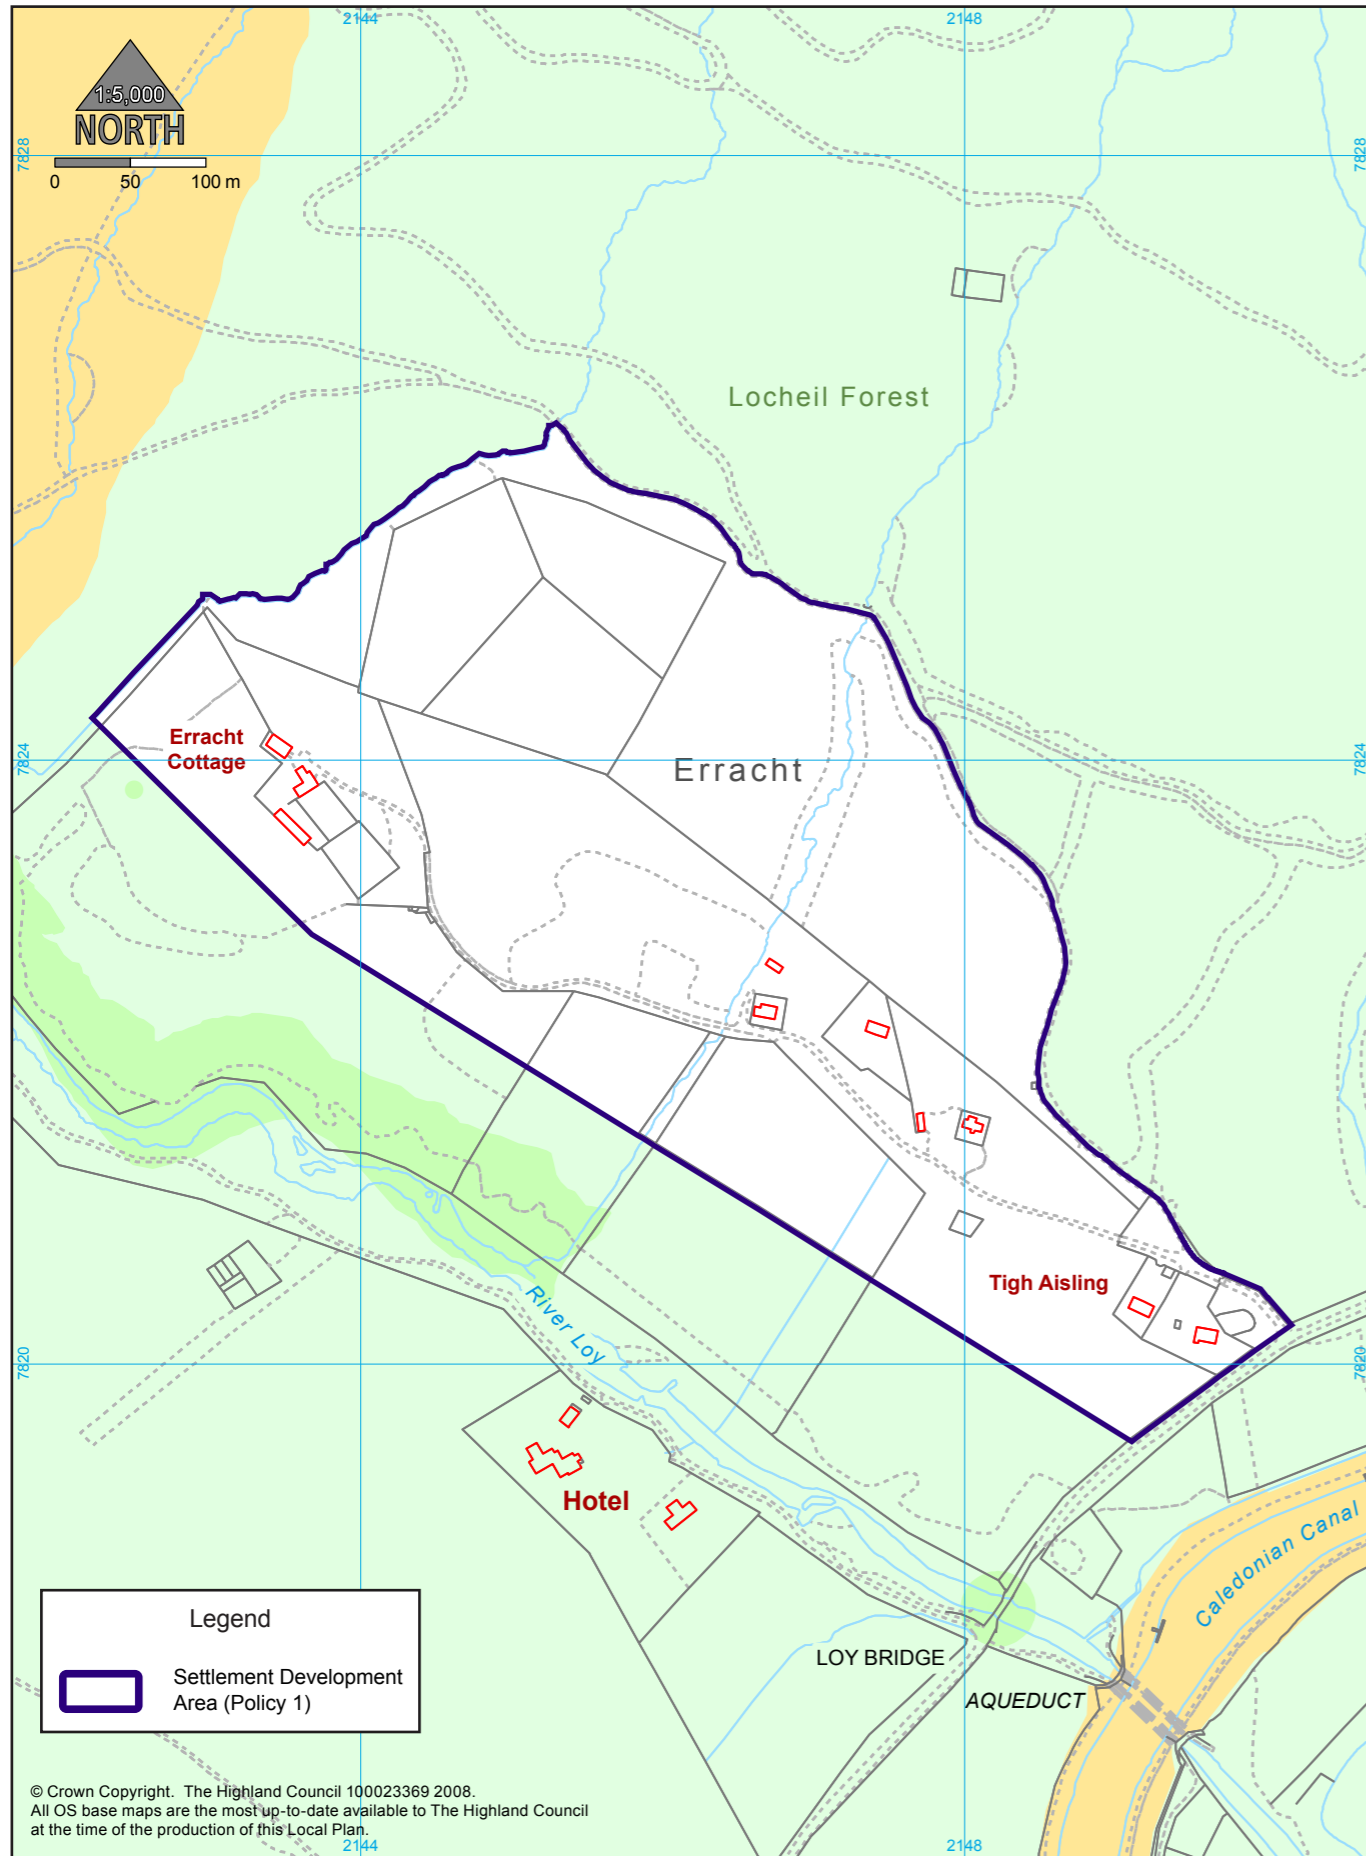 2144
2148
1:5,000
NORTH
7828
7828
0 50 100 m
Locheil Forest
Erracht
Cottage
7824
7824
Erracht
Tigh Aisling
River Loy
7820
7820
Hotel
Caledonian Canal
Legend
LOY BRIDGE
Settlement Development
Area (Policy 1)
AQUEDUCT
© Crown Copyright. The Highland Council 100023369 2008.
All OS base maps are the most up-to-date available to The Highland Council
at the time of the production of this Local Plan.
2144
2148